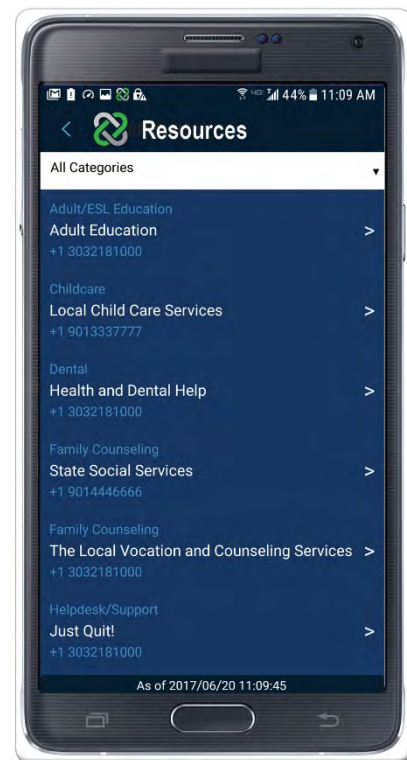 44% 11:09 AM
Resources
All Categories
Adult/ESL Education
Adult Education
+1 3032181000
Childcare
Local Child Care Services
+1 9013337777
Dental
Health and Dental Help
+1 3032181000
Family Counseling
State Social Services
+1 9014446666
Family Counseling
The Local Vocation and Counseling Services
+1 3032181000
Helpdesk/Support
Just Quit!
+1 3032181000
As of 2017/06/20 11:09:45